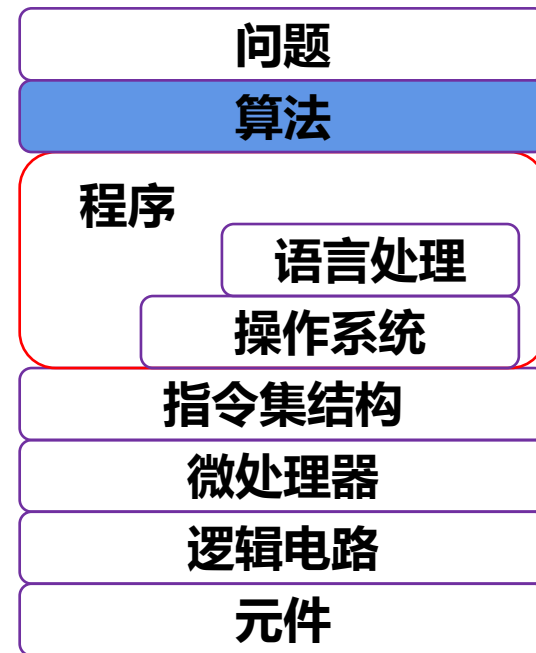 问题
算法
程序
语言处理
操作系统
指令集结构
微处理器
逻辑电路
元件